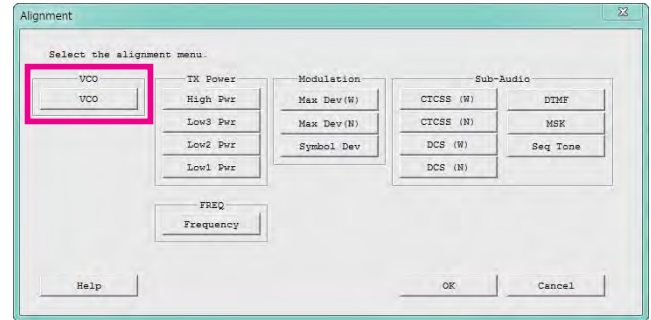 Alignment
Select the alignment menu.
VCO TX Power Modulation Sub-Audio
VCO High Pwr Max Dev(W) CTCSS (W) DTMF
Low3 Pwr Max Dev(N) CTCSS (N) MSK
Low2 Pwr Symbol Dev DCS (W) Seq Tone
Low1 Pwr DCS (N)
FREQ
Frequency
Help OK Cancel